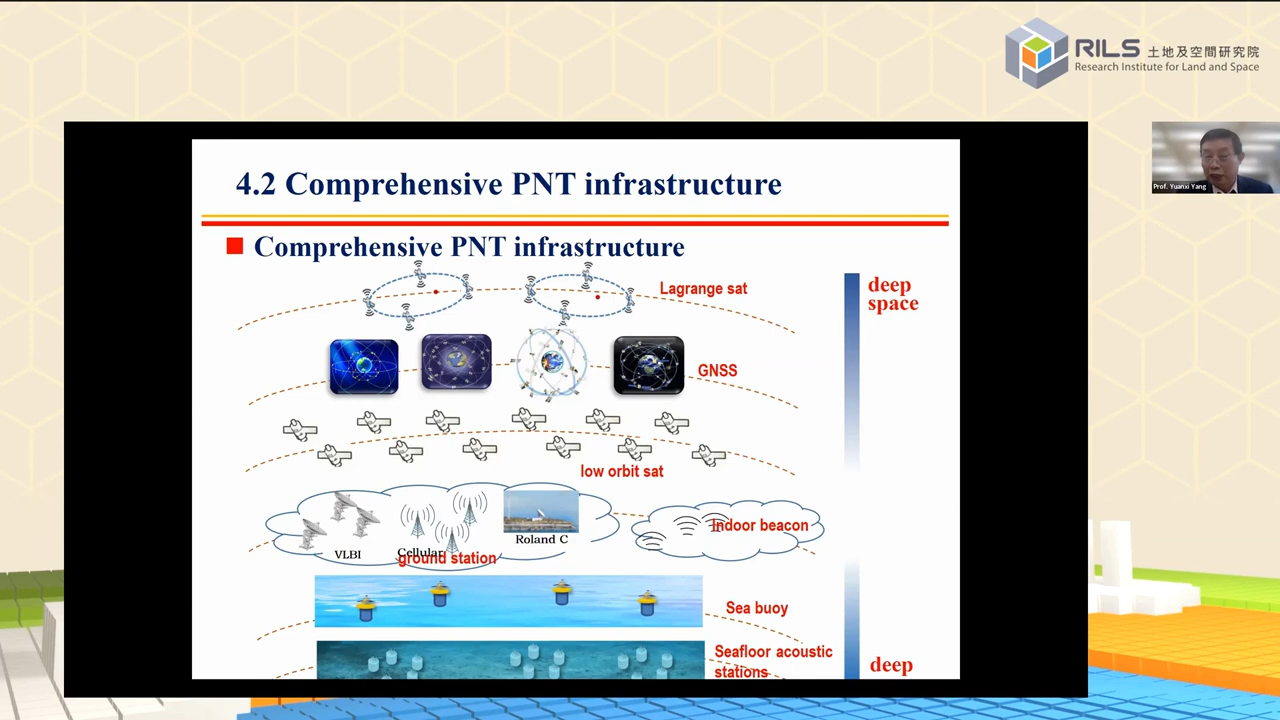 RILS 土地及空間研究院
Research Institute for Land and Space
Prof. Yuanxi Yang
4.2 Comprehensive PNT infrastructure
Comprehensive PNT infrastructure
Lagrange sat
deep
space
GNSS
low orbit sat
VLBI
Cellular
Roland C
ground station
Indoor beacon
Sea buoy
Seafloor acoustic
stations
deep